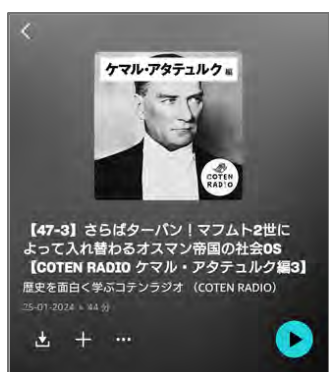 ケマル・アタテュルク 編
COTEN
RADIO
【47-3】さらばターバン！マフムト2世に
よって入れ替わるオスマン帝国の社会OS
【COTEN RADIO ケマル・アタテュルク編3】
歴史を面白く学ぶコテンラジオ （COTEN RADIO）
25-01-2024 • 44 分